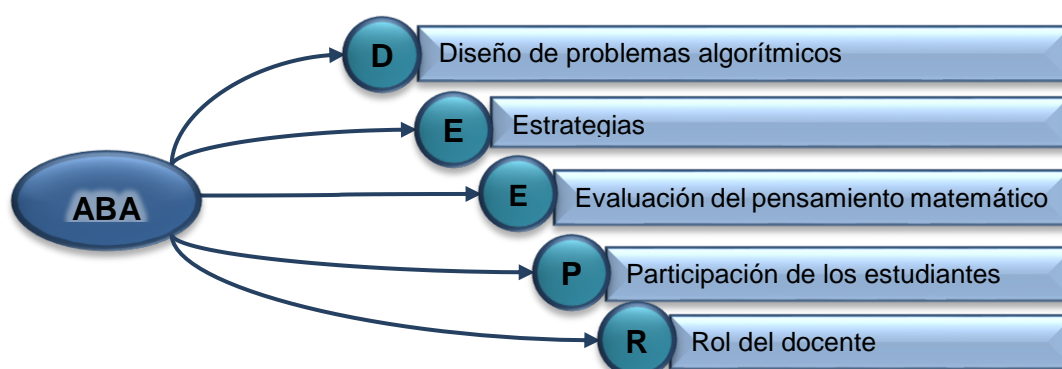 D
Diseño de problemas algorítmicos
E
Estrategias
ABA
E
Evaluación del pensamiento matemático
P
Participación de los estudiantes
R
Rol del docente